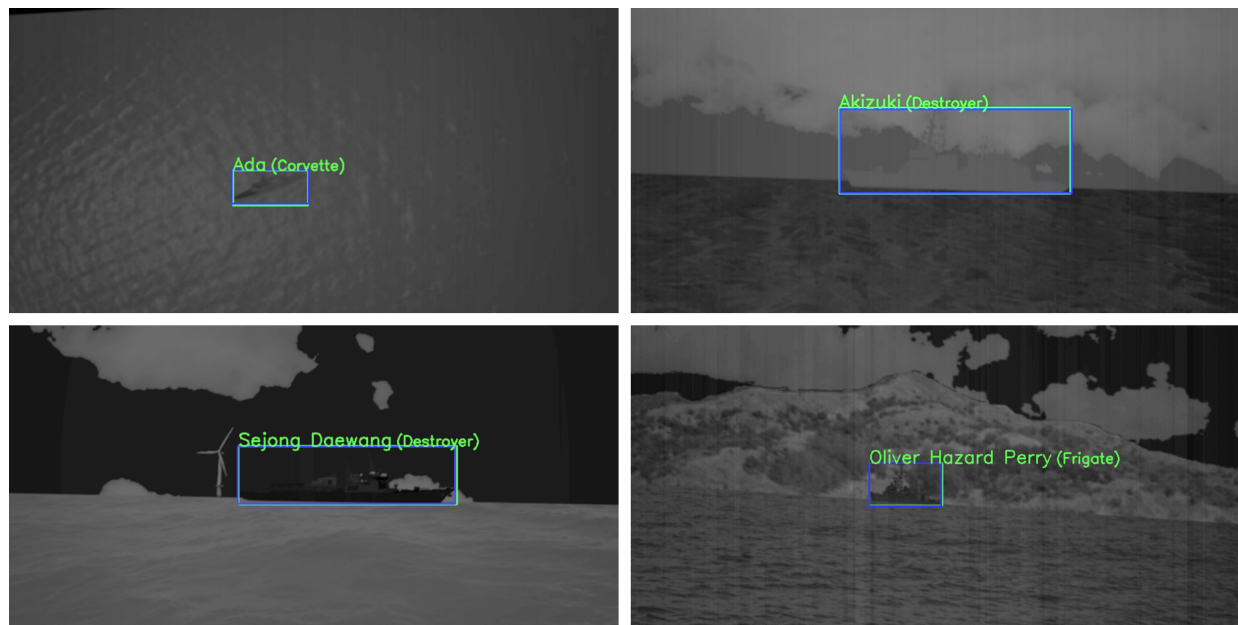 Ada (Corvette)
Akizuki (Destroyer)
Sejong Daewang (Destroyer)
Oliver Hazard Perry (Frigate)